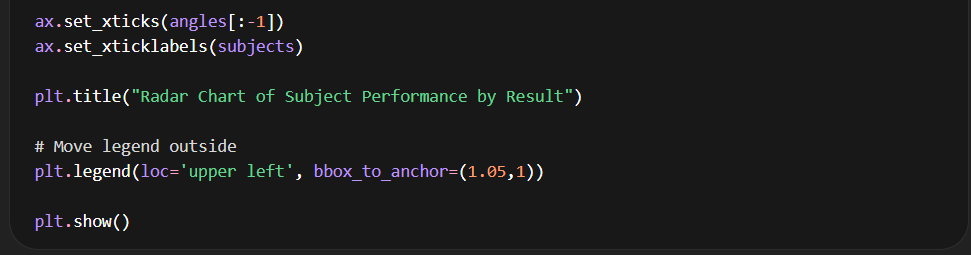 ax.set_xticks(angles[:-1])
ax.set_xticklabels(subjects)
plt.title("Radar Chart of Subject Performance by Result")
# Move legend outside
plt.legend(loc='upper left', bbox_to_anchor=(1.05,1))
plt.show()